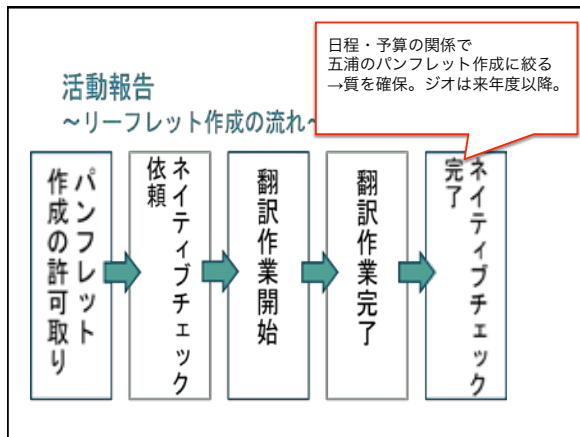 日程・予算の関係で
五浦のパンフレット作成に絞る
→質を確保。ジオは来年度以降。
活動報告
~リーフレット作成の流れ~
パンフレット
作成の許可取り
ネイティブチェック
依頼
翻訳作業開始
翻訳作業完了
ネイティブチェック
完了